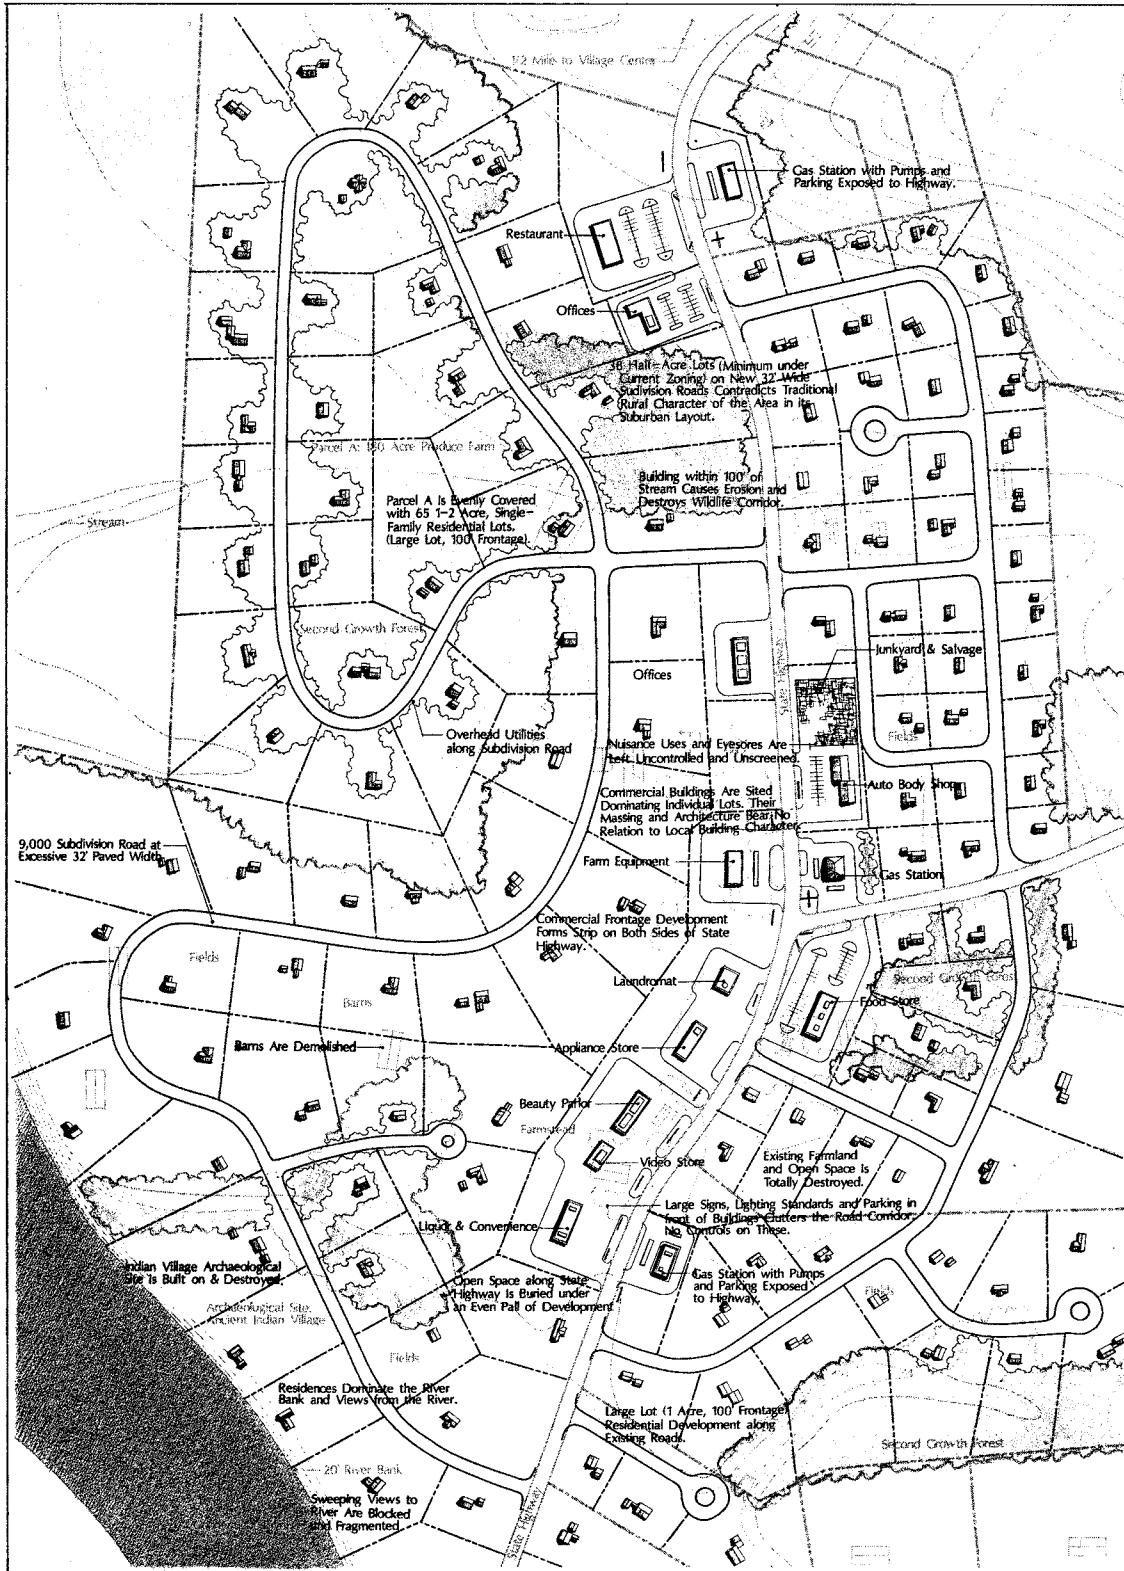 1/2 Mile to Village Center
Gas Station with Pumps and
Parking Exposed to Highway.
Restaurant
Offices
38 Half-Acre Lots (Minimum under
Current Zoning) on New 32' Wide
Sudivision Roads Contradicts Traditional
Rural Character of the Area in its
Suburban Layout.
Parcel A: 180 Acre Produce Farm
Building within 100' of
Stream Causes Erosion and
Destroys Wildlife Corridor.
Parcel A Is Evenly Covered
with 65 1-2 Acre, Single-
Family Residential Lots.
(Large Lot, 100' Frontage)
Stream
Second Growth Forest
Junkyard & Salvage
Offices
State Highway
Overhead Utilities
along Subdivision Road
Fields
Nuisance Uses and Eyesores Are
Left Uncontrolled and Unscreened.
Auto Body Shop
Commercial Buildings Are Sited
Dominating Individual Lots. Their
Massing and Architecture Bear No
Relation to Local Building Character.
9,000 Subdivision Road at
Excessive 32' Paved Width
Farm Equipment
Gas Station
Commercial Frontage Development
Forms Strip on Both Sides of State
Highway.
Fields
Second Growth Forest
Laundromat
Barns
Food Store
Barns Are Demolished
Appliance Store
Beauty Parlor
Farmstead
Video Store
Existing Farmland
and Open Space Is
Totally Destroyed.
Large Signs, Lighting Standards and Parking in
front of Buildings Clutters the Road Corridor.
No Controls on These.
Liquor & Convenience
Indian Village Archaeological
Site Is Built on & Destroyed.
Open Space along State
Highway Is Buried under
an Even Pall of Development
Gas Station with Pumps
and Parking Exposed
to Highway.
Fields
Archaeological Site:
Ancient Indian Village
Fields
Residences Dominate the River
Bank and Views from the River.
Large Lot (1 Acre, 100' Frontage)
Residential Development along
Existing Roads.
Second Growth Forest
20' River Bank
Sweeping Views to
River Are Blocked
and Fragmented.
State Highway